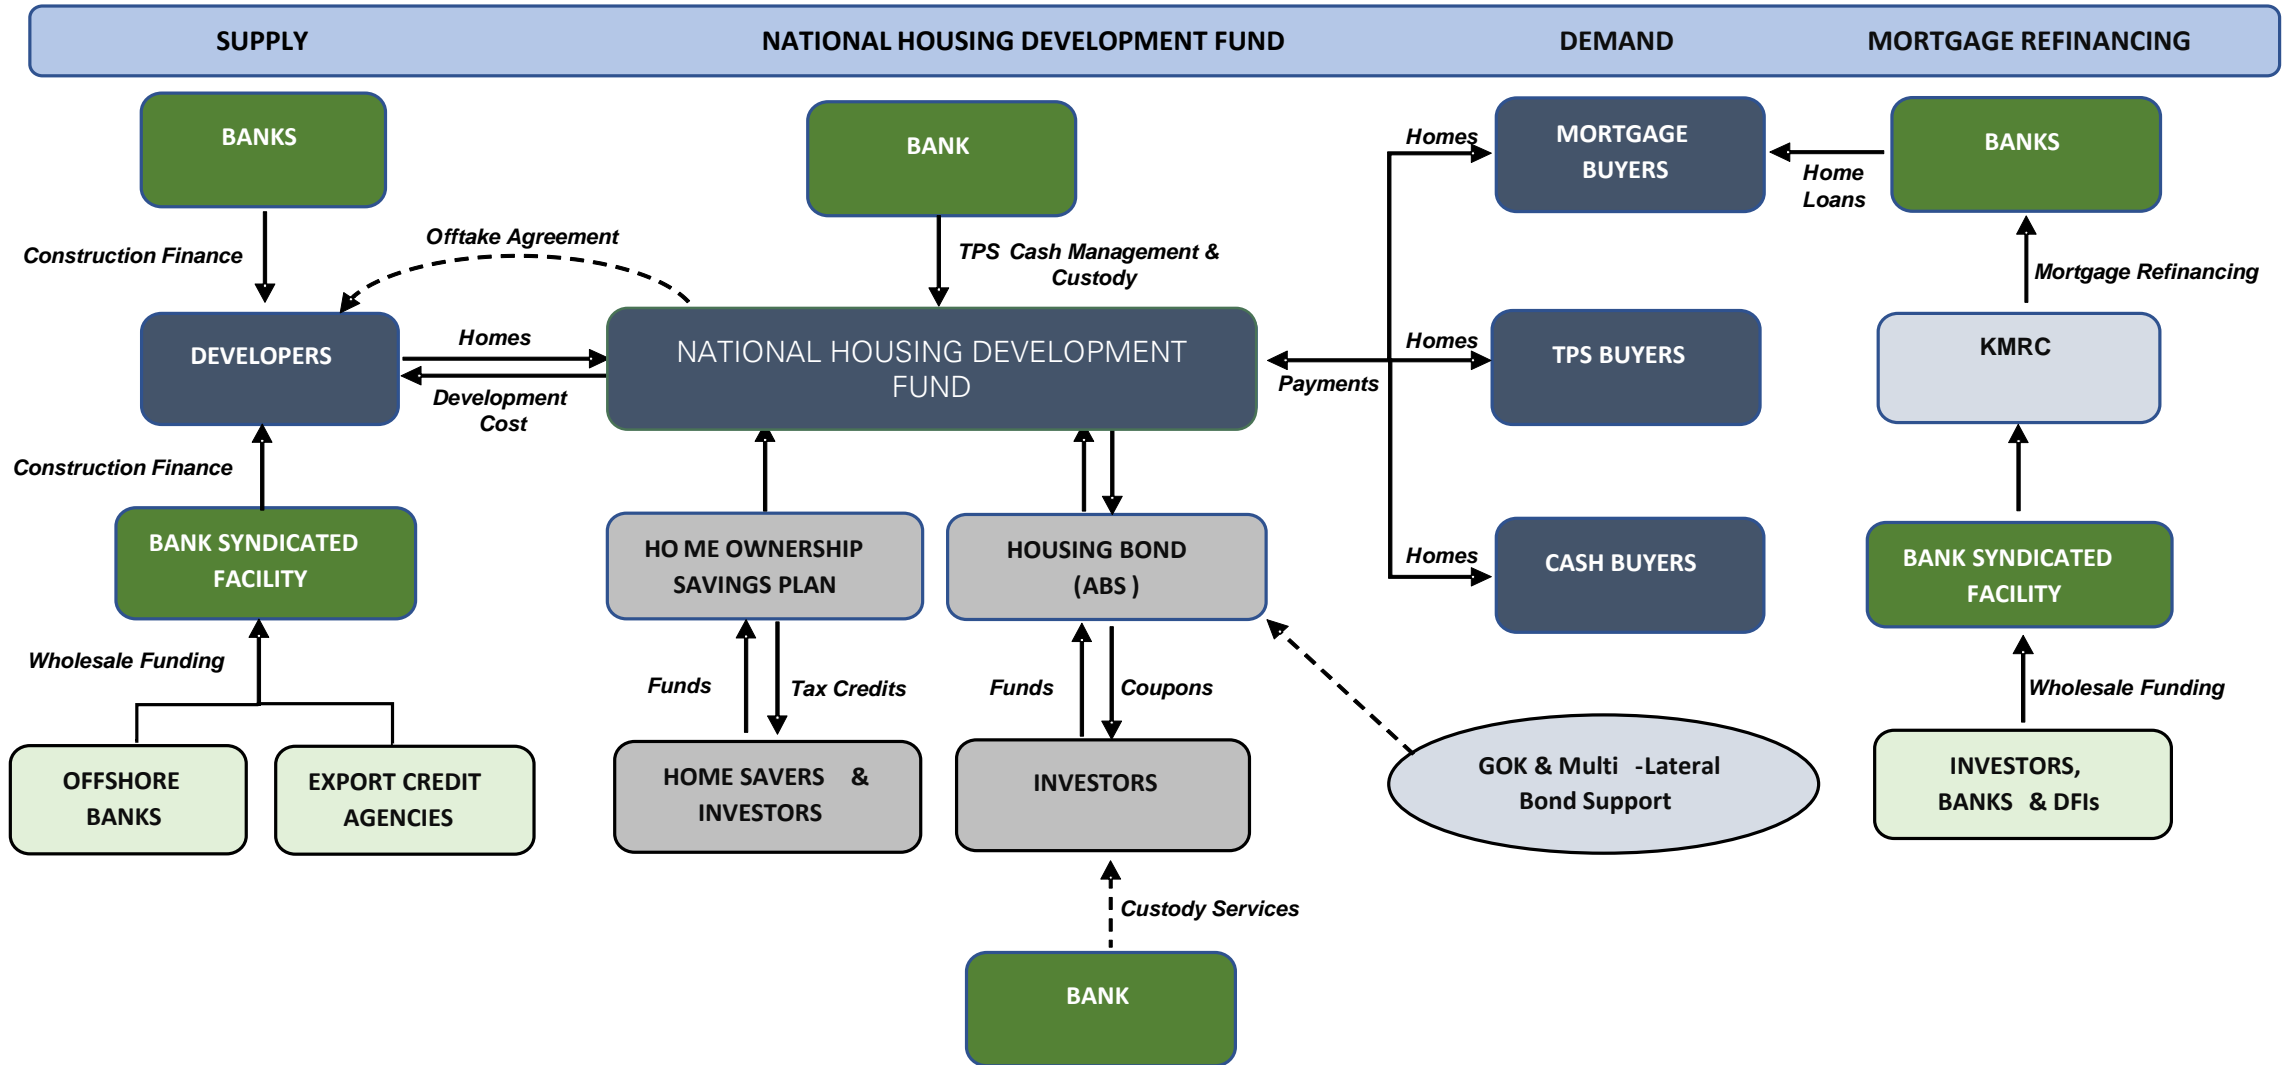 SUPPLY
NATIONAL HOUSING DEVELOPMENT FUND
DEMAND
MORTGAGE REFINANCING
BANKS
BANK
MORTGAGE
BUYERS
BANKS
Homes
Home
Loans
Construction Finance
Offtake Agreement
TPS Cash Management &
Custody
Mortgage Refinancing
DEVELOPERS
Homes
Development
Cost
NATIONAL HOUSING DEVELOPMENT
FUND
Payments
Homes
TPS BUYERS
KMRC
Construction Finance
BANK SYNDICATED
FACILITY
HO ME OWNERSHIP
SAVINGS PLAN
HOUSING BOND
(ABS )
Homes
CASH BUYERS
BANK SYNDICATED
FACILITY
Wholesale Funding
Funds
Tax Credits
Funds
Coupons
Wholesale Funding
OFFSHORE
BANKS
EXPORT CREDIT
AGENCIES
HOME SAVERS &
INVESTORS
INVESTORS
GOK & Multi -Lateral
Bond Support
INVESTORS,
BANKS & DFIs
Custody Services
BANK